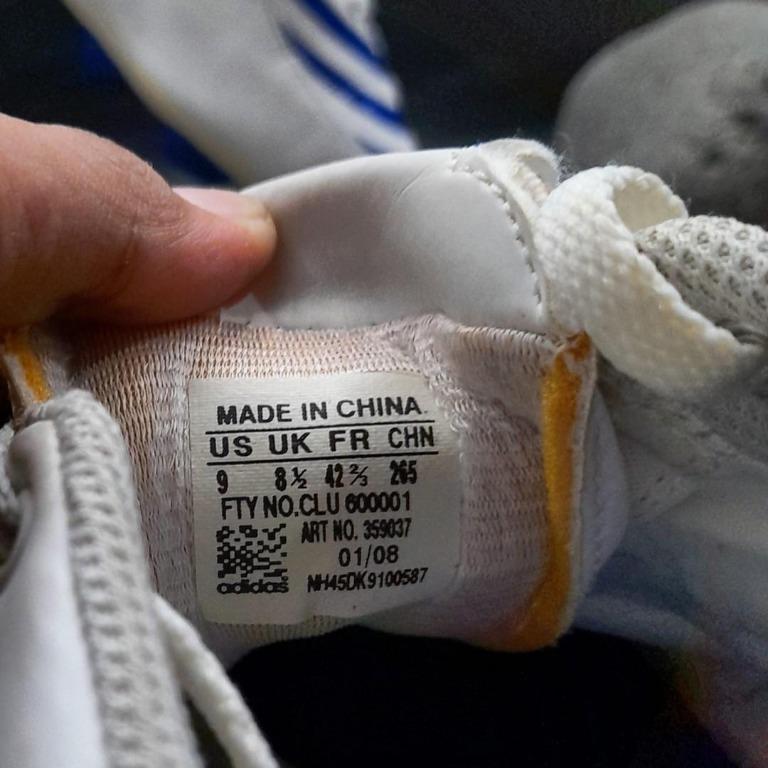 MADE IN CHINA
US UK FR CHN
9 8½ 42⅔ 265
FTY NO.CLU 600001
ART NO. 359037
01/08
adidas NH45DK9100587